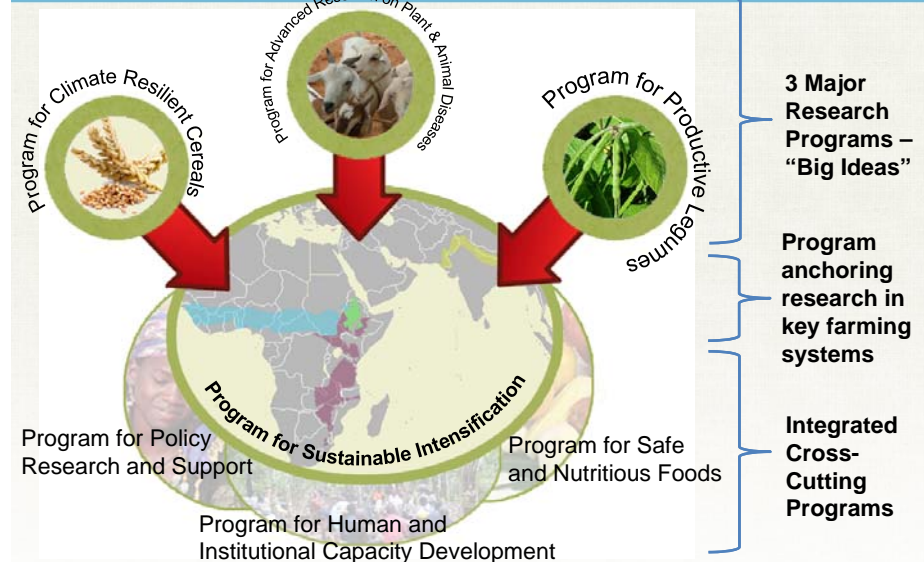 Program for Climate Resilient Cereals
Program for Advanced Research on Plant & Animal Diseases
Program for Productive Legumes
Program for Sustainable Intensification
Program for Policy
Research and Support
Program for Safe
and Nutritious Foods
Program for Human and
Institutional Capacity Development
3 Major
Research
Programs –
“Big Ideas”
Program
anchoring
research in
key farming
systems
Integrated
Cross-
Cutting
Programs